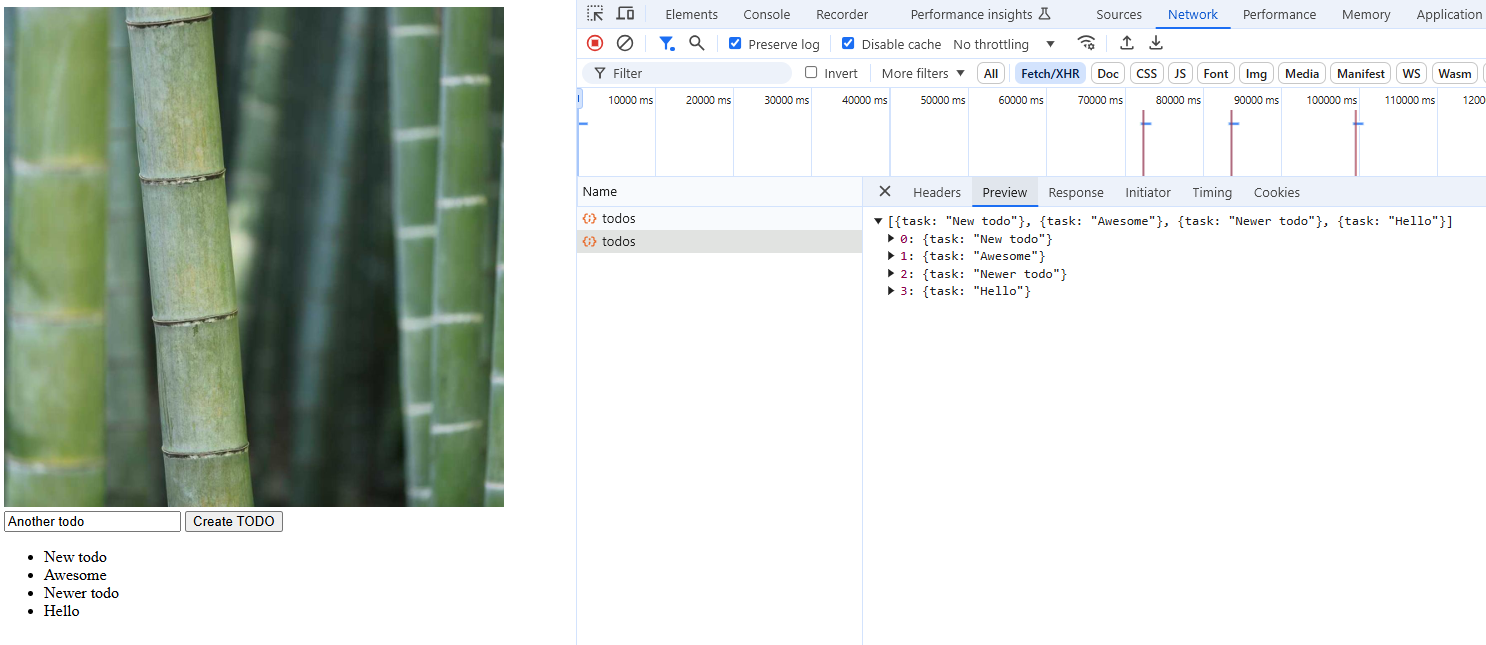 Elements Console Recorder Performance insights Sources Network Performance Memory Application
Preserve log Disable cache No throttling
Filter Invert More filters All Fetch/XHR Doc CSS JS Font Img Media Manifest WS Wasm
10000 ms 20000 ms 30000 ms 40000 ms 50000 ms 60000 ms 70000 ms 80000 ms 90000 ms 100000 ms 110000 ms 1200
Name
todos
todos
Headers Preview Response Initiator Timing Cookies
[{task: "New todo"}, {task: "Awesome"}, {task: "Newer todo"}, {task: "Hello"}]
0: {task: "New todo"}
1: {task: "Awesome"}
2: {task: "Newer todo"}
3: {task: "Hello"}
Another todo Create TODO
New todo
Awesome
Newer todo
Hello